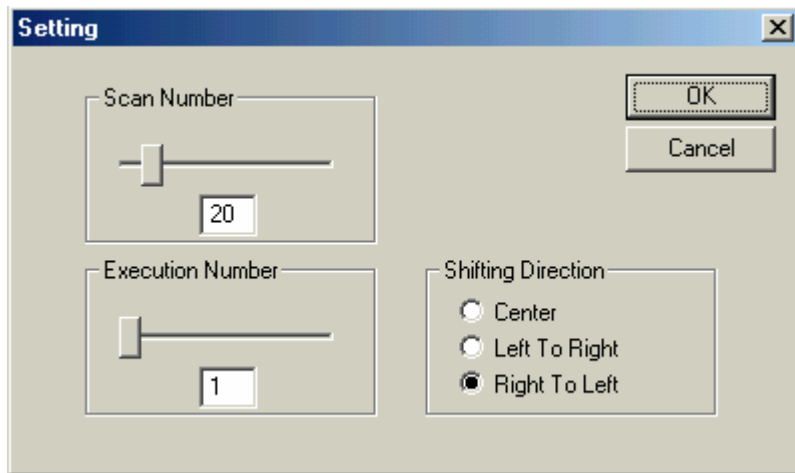 Setting
Scan Number
20
OK
Cancel
Execution Number
1
Shifting Direction
Center
Left To Right
Right To Left